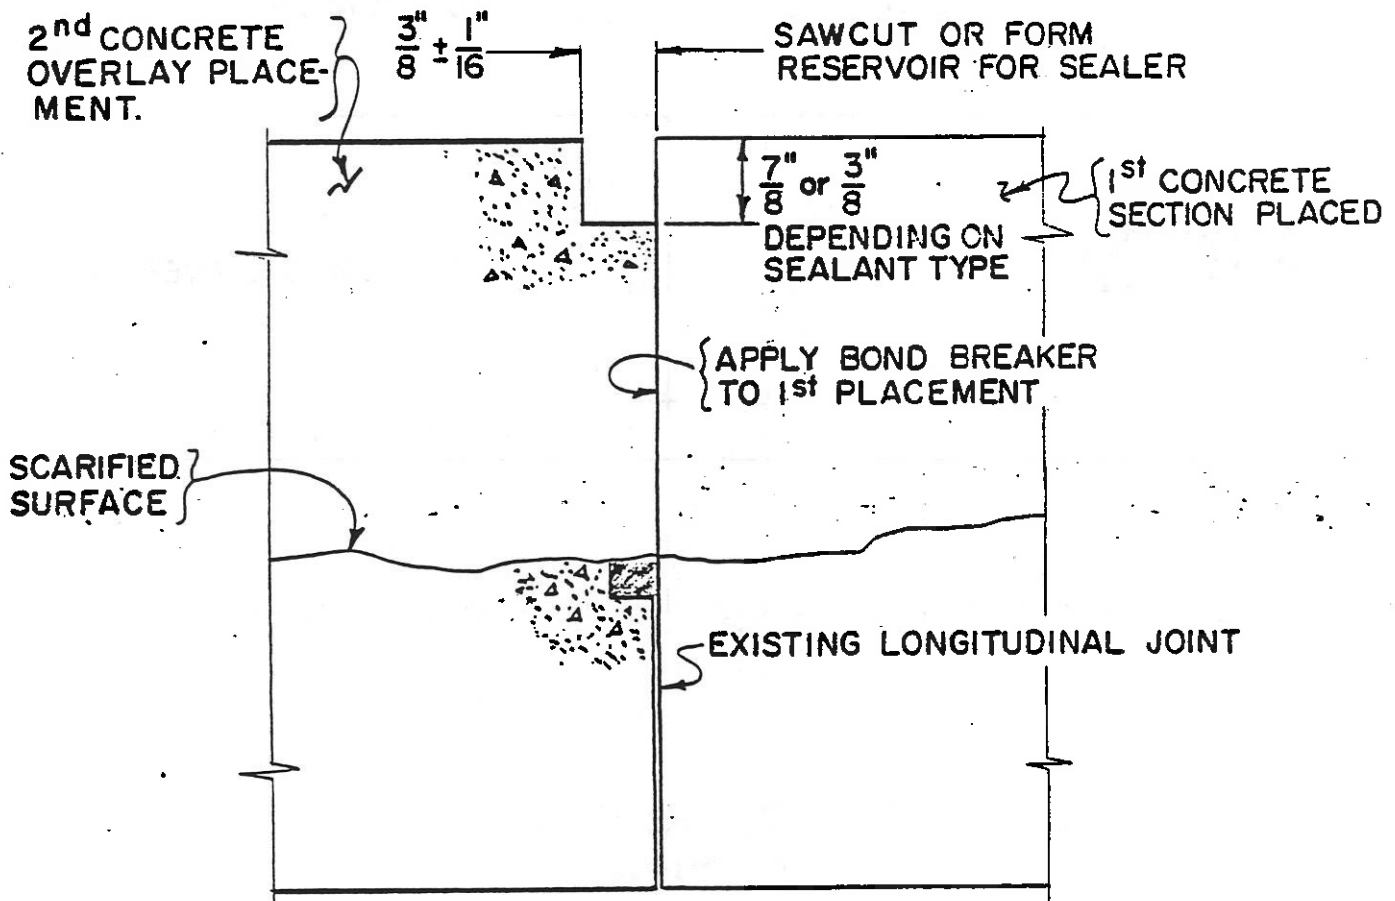 2nd CONCRETE
OVERLAY PLACE-
MENT.
3/8" ± 1/16"
SAWCUT OR FORM
RESERVOIR FOR SEALER
7/8" or 3/8"
DEPENDING ON
SEALANT TYPE
1st CONCRETE
SECTION PLACED
APPLY BOND BREAKER
TO 1st PLACEMENT
SCARIFIED
SURFACE
EXISTING LONGITUDINAL JOINT